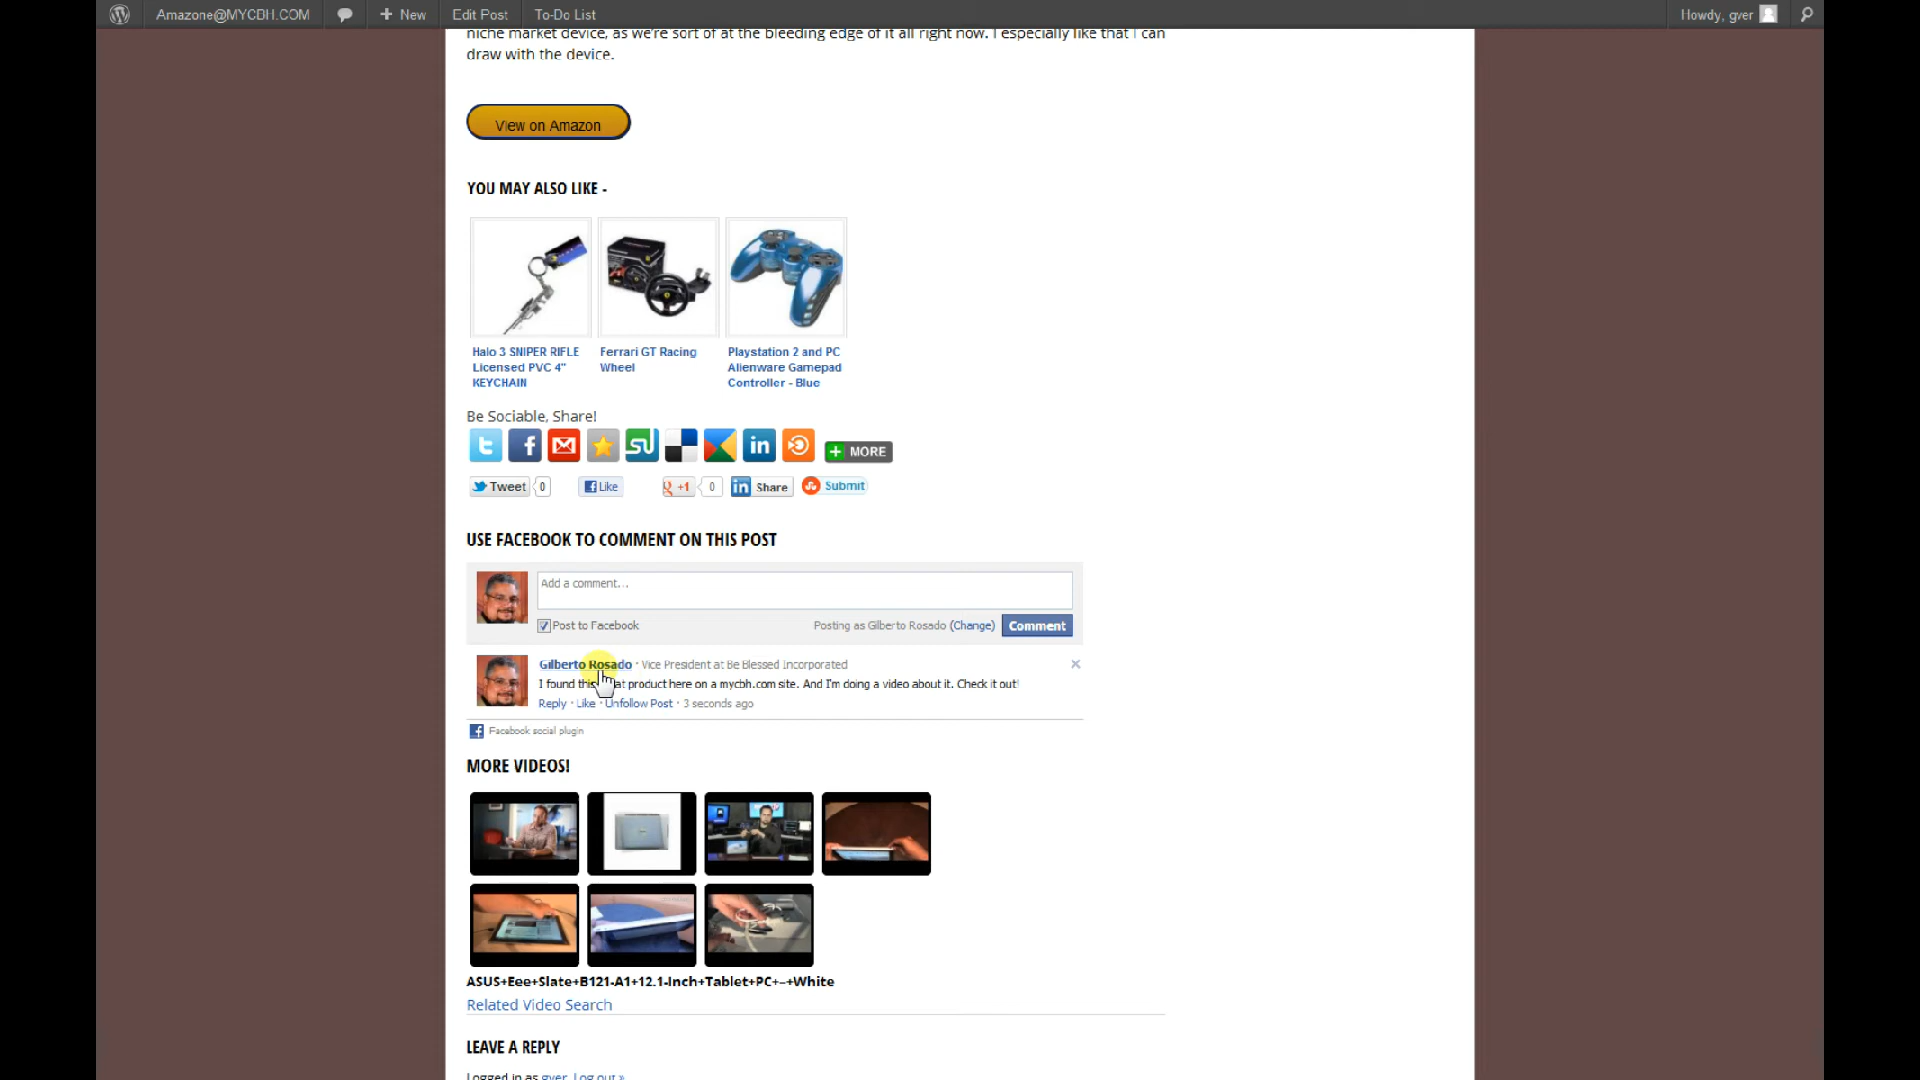 Amazone@MYCDH.COM
New
Edit Post
To-Do List
Howdy, gver
niche market device, as we're sort of at the bleeding edge of it all right now. I especially like that I can
draw with the device.
View on Amazon
YOU MAY ALSO LIKE -
Halo 3 SNIPER RIFLE
Licensed PVC 4"
KEYCHAIN
Ferrari GT Racing
Wheel
Playstation 2 and PC
Alienware Gamepad
Controller - Blue
Be Sociable, Share!
+ MORE
Tweet 0
Like
+1 0
Share
Submit
USE FACEBOOK TO COMMENT ON THIS POST
Add a comment...
Post to Facebook
Posting as Gilberto Rosado (Change)
Comment
Gilberto Rosado · Vice President at Be Blessed Incorporated
I found product here on a mycbh.com site. And I'm doing a video about it. Check it out!
Reply · Like · Unfollow Post · 3 seconds ago
Facebook social plugin
MORE VIDEOS!
ASUS+Eee+Slate+B121-A1+12.1-Inch+Tablet+PC+-+White
Related Video Search
LEAVE A REPLY
Logged in as gver. Log out »